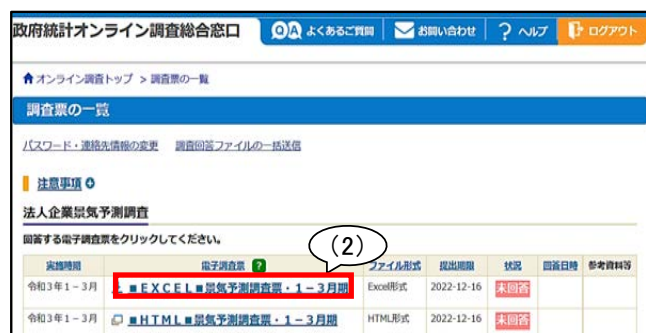 政府統計オンライン調査総合窓口 QA よくあるご質問 お問い合わせ ? ヘルプ ログアウト
オンライン調査トップ > 調査票の一覧
調査票の一覧
パスワード・連絡先情報の変更 調査回答ファイルの一括送信
注意事項
法人企業景気予測調査
回答する電子調査票をクリックしてください。
(2)
実施時期 電子調査票 ? ファイル形式 提出期限 状況 回答日時 参考資料等
令和3年1-3月 ■EXCEL■景気予測調査票・1-3月期 Excel形式 2022-12-16 未回答
令和3年1-3月 ■HTML■景気予測調査票・1-3月期 HTML形式 2022-12-16 未回答